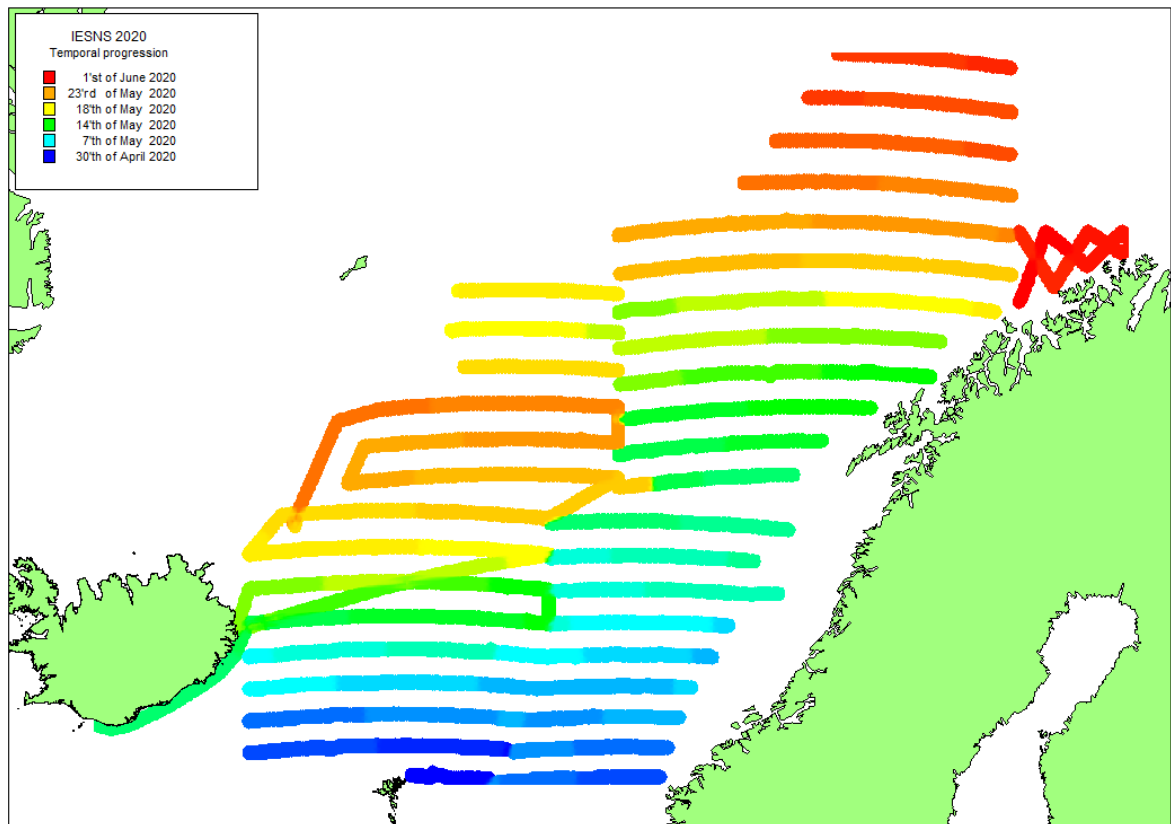 IESNS 2020
Temporal progression
1'st of June 2020
23'rd of May 2020
18'th of May 2020
14'th of May 2020
7'th of May 2020
30'th of April 2020